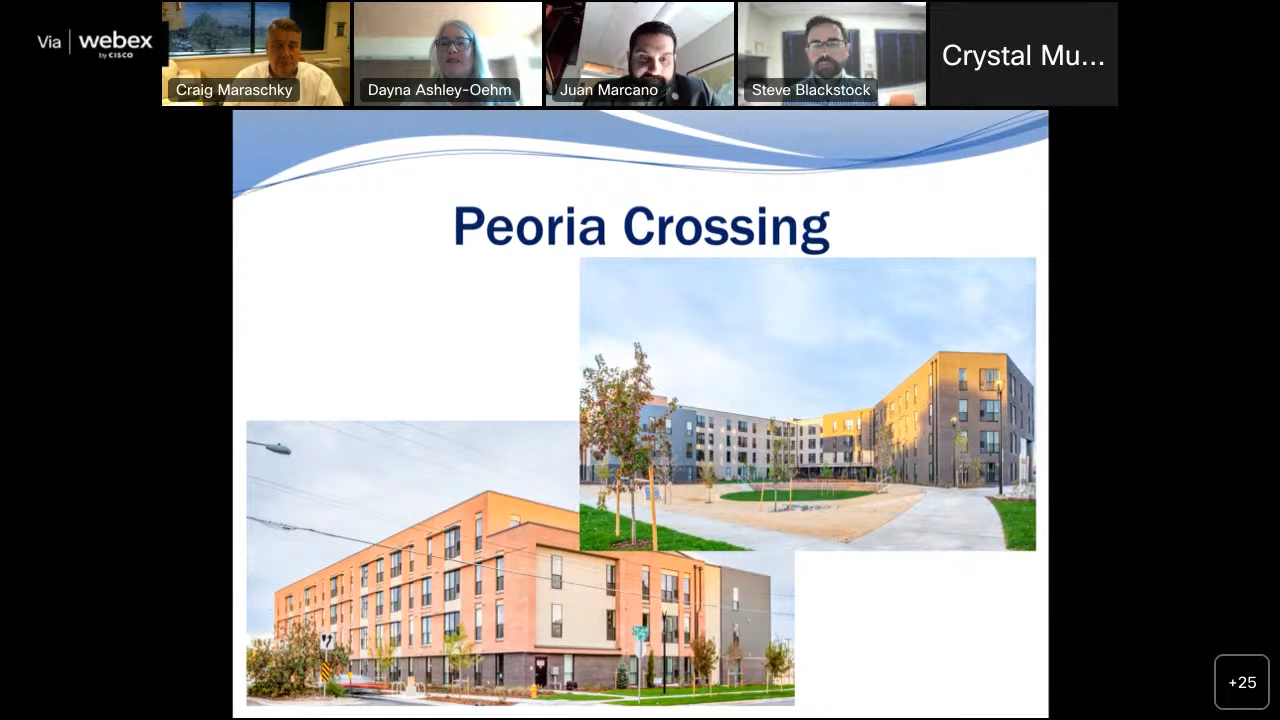 Via | webex
by CISCO
Craig Maraschky
Dayna Ashley-Oehm
Juan Marcano
Steve Blackstock
Crystal Mu...
Peoria Crossing
+25